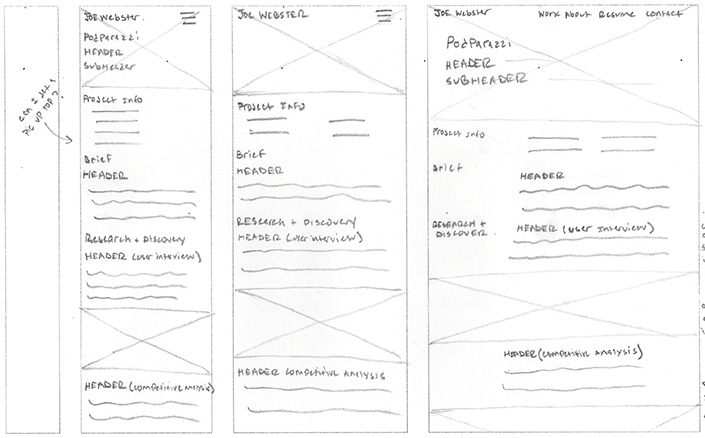 can I set
pic up top?
JOE Webster.
PodParazzi
HEADER
SUBHeader
Project Info
Brief
HEADER
RESearch + Discovery
HEADER (user interview)
HEADER (competitive Analysis)
JOE WEBSTER
Project Info
Brief
HEADER
RESEarch + Discovery
HEADER (user interview)
HEADER competitive Analysis
JOE Webster
Work About Resume Contact
PodParazzi
HEADER
SUBHEADER
Project Info
Brief
HEADER
RESEARCH +
DISCOVER
HEADER (user Interview)
HEADER (competitive Analysis)